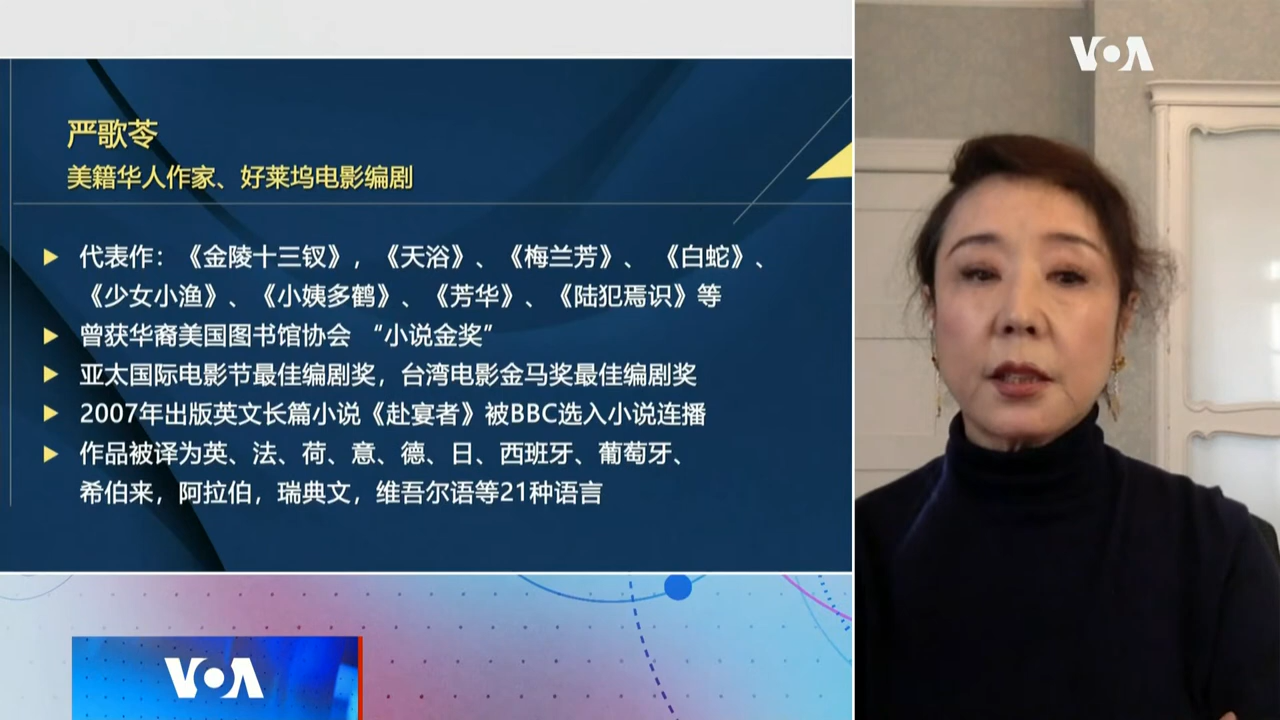 VOA
严歌苓
美籍华人作家、好莱坞电影编剧
代表作：《金陵十三钗》，《天浴》、《梅兰芳》、《白蛇》、
《少女小渔》、《小姨多鹤》、《芳华》、《陆犯焉识》等
曾获华裔美国图书馆协会 “小说金奖”
亚太国际电影节最佳编剧奖，台湾电影金马奖最佳编剧奖
2007年出版英文长篇小说《赴宴者》被BBC选入小说连播
作品被译为英、法、荷、意、德、日、西班牙、葡萄牙、
希伯来，阿拉伯，瑞典文，维吾尔语等21种语言
VOA